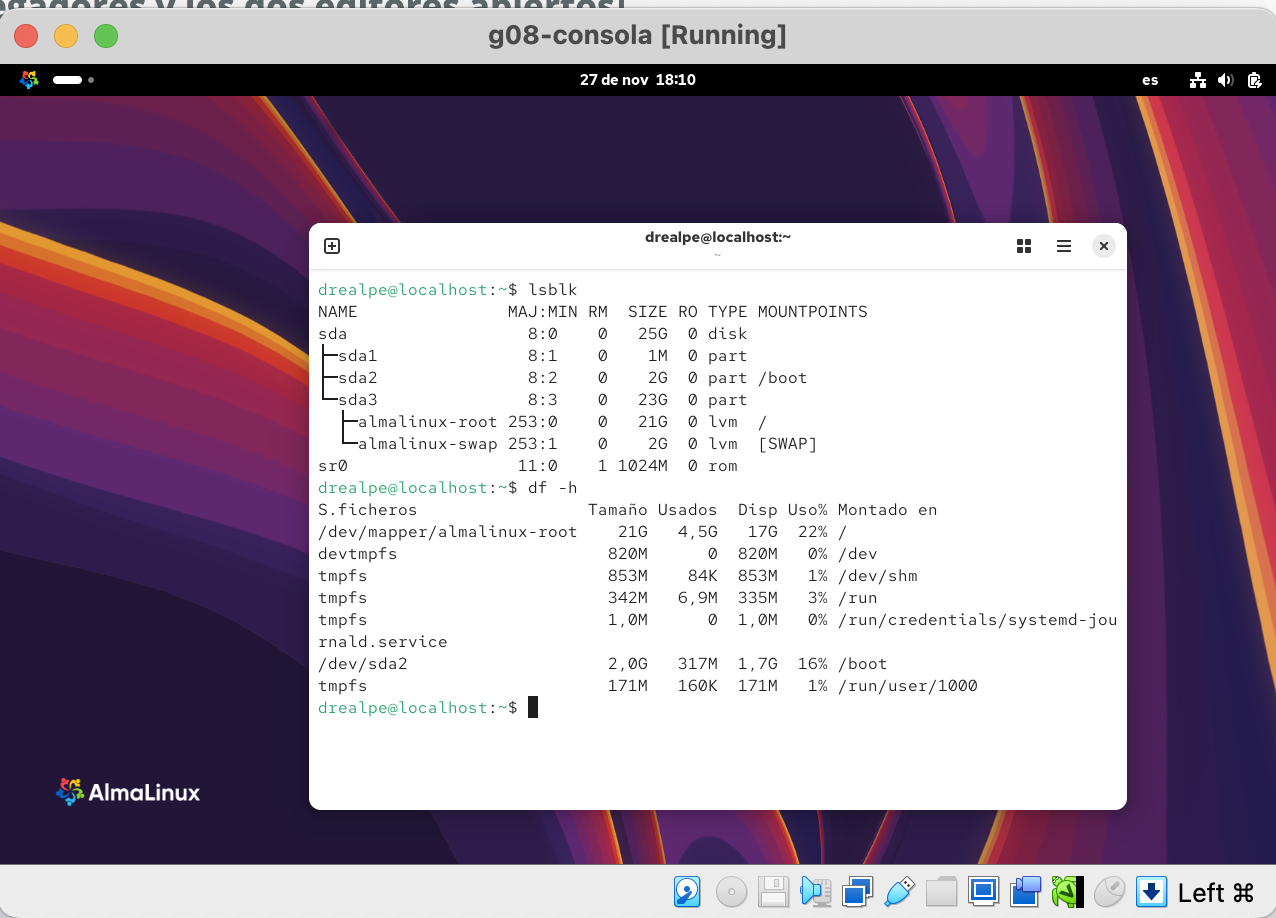 g08-consola [Running]
27 de nov 18:10
es
drealpe@localhost:~
~
drealpe@localhost:~$ lsblk
NAME MAJ:MIN RM SIZE RO TYPE MOUNTPOINTS
sda 8:0 0 25G 0 disk
├─sda1 8:1 0 1M 0 part
├─sda2 8:2 0 2G 0 part /boot
└─sda3 8:3 0 23G 0 part
├─almalinux-root 253:0 0 21G 0 lvm /
└─almalinux-swap 253:1 0 2G 0 lvm [SWAP]
sr0 11:0 1 1024M 0 rom
drealpe@localhost:~$ df -h
S.ficheros Tamaño Usados Disp Uso% Montado en
/dev/mapper/almalinux-root 21G 4,5G 17G 22% /
devtmpfs 820M 0 820M 0% /dev
tmpfs 853M 84K 853M 1% /dev/shm
tmpfs 342M 6,9M 335M 3% /run
tmpfs 1,0M 0 1,0M 0% /run/credentials/systemd-jou
rnald.service
/dev/sda2 2,0G 317M 1,7G 16% /boot
tmpfs 171M 160K 171M 1% /run/user/1000
drealpe@localhost:~$
AlmaLinux
Left ⌘